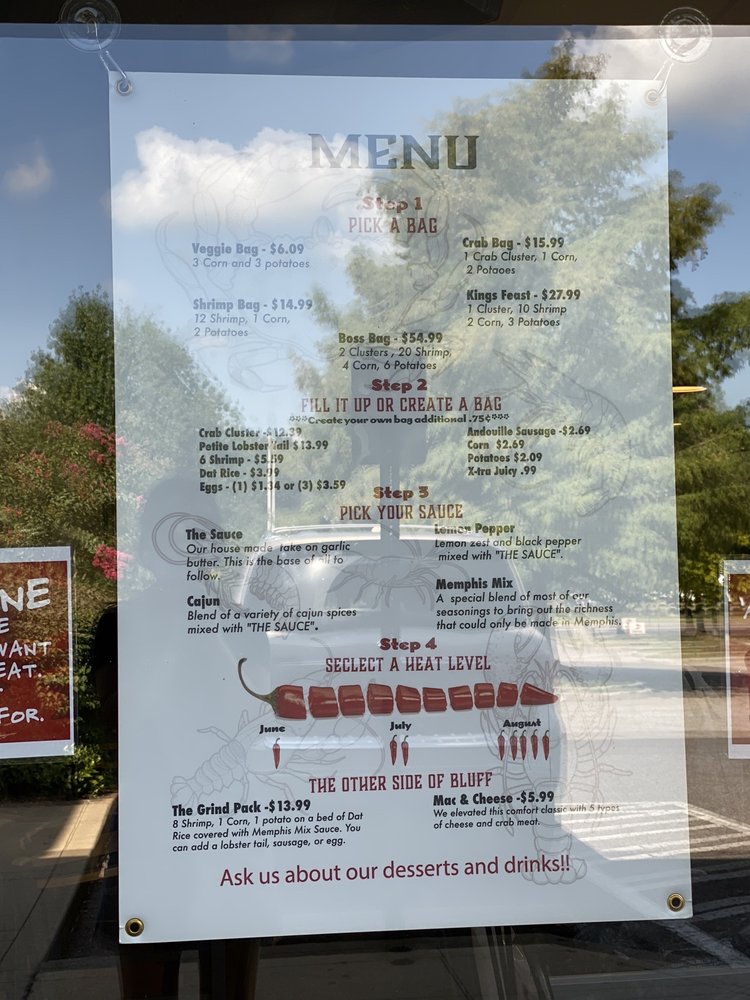 MENU
Step 1
PICK A BAG
Veggie Bag - $6.09
3 Corn and 3 potatoes
Crab Bag - $15.99
1 Crab Cluster, 1 Corn,
2 Potaoes
Shrimp Bag - $14.99
12 Shrimp, 1 Corn,
2 Potatoes
Kings Feast - $27.99
1 Cluster, 10 Shrimp
2 Corn, 3 Potatoes
Boss Bag - $54.99
2 Clusters , 20 Shrimp,
4 Corn, 6 Potatoes
Step 2
FILL IT UP OR CREATE A BAG
***Create your own bag additional .75¢***
Crab Cluster -$12.39
Petite Lobster Tail $13.99
6 Shrimp - $5.59
Dat Rice - $3.99
Eggs - (1) $1.34 or (3) $3.59
Andouille Sausage -$2.69
Corn $2.69
Potatoes $2.09
X-tra Juicy .99
Step 3
PICK YOUR SAUCE
The Sauce
Our house made take on garlic
butter. This is the base of all to
follow.
Cajun
Blend of a variety of cajun spices
mixed with "THE SAUCE".
Lemon Pepper
Lemon zest and black pepper
mixed with "THE SAUCE".
Memphis Mix
A special blend of most of our
seasonings to bring out the richness
that could only be made in Memphis.
Step 4
SECLECT A HEAT LEVEL
June
July
August
THE OTHER SIDE OF BLUFF
The Grind Pack -$13.99
8 Shrimp, 1 Corn, 1 potato on a bed of Dat
Rice covered with Memphis Mix Sauce. You
can add a lobster tail, sausage, or egg.
Mac & Cheese -$5.99
We elevated this comfort classic with 5 types
of cheese and crab meat.
Ask us about our desserts and drinks!!
NE
E
WANT
EAT.
FOR.